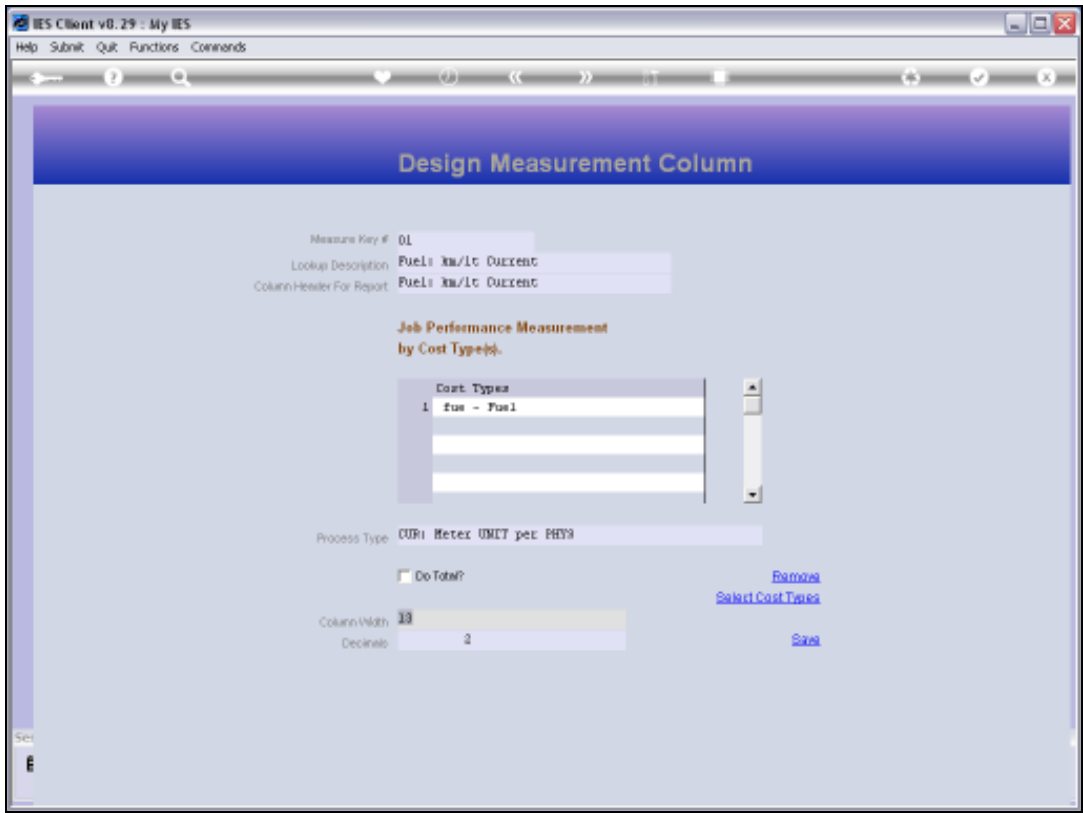 IES Client v8.29 : My IES
Help Submit Quit Functions Commands
Design Measurement Column
Measure Key # 01
Lookup Description Fuel: km/lt Current
Column Header For Report Fuel: km/lt Current
Job Performance Measurement
by Cost Type(s).
Cost Types
1 fue - Fuel
Process Type CUR: Meter UNIT per PHYS
Do Total? Remove
Select Cost Types
Column Width
Decimals 2 Save